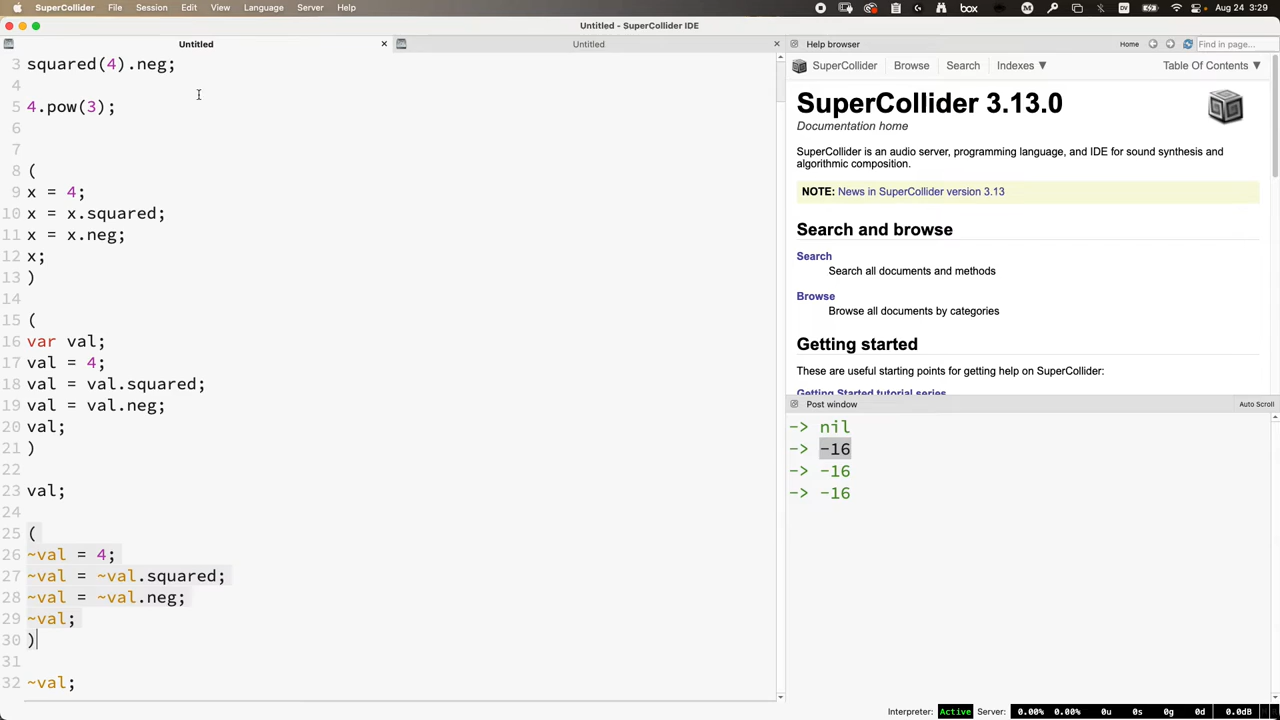 SuperCollider File Session Edit View Language Server Help Aug 24 3:29
Untitled - SuperCollider IDE
Untitled Untitled
3 squared(4).neg;
4
5 4.pow(3);
6
7
8 (
9 x = 4;
10 x = x.squared;
11 x = x.neg;
12 x;
13 )
14
15 (
16 var val;
17 val = 4;
18 val = val.squared;
19 val = val.neg;
20 val;
21 )
22
23 val;
24
25 (
26 ~val = 4;
27 ~val = ~val.squared;
28 ~val = ~val.neg;
29 ~val;
30 )
31
32 ~val;
Help browser Home Find in page...
SuperCollider Browse Search Indexes ▼ Table Of Contents ▼
SuperCollider 3.13.0
Documentation home
SuperCollider is an audio server, programming language, and IDE for sound synthesis and
algorithmic composition.
NOTE: News in SuperCollider version 3.13
Search and browse
Search
Search all documents and methods
Browse
Browse all documents by categories
Getting started
These are useful starting points for getting help on SuperCollider:
Getting Started tutorial series
Post window Auto Scroll
-> nil
-> -16
-> -16
-> -16
Interpreter: Active Server: 0.00% 0.00% 0u 0s 0g 0d 0.0dB